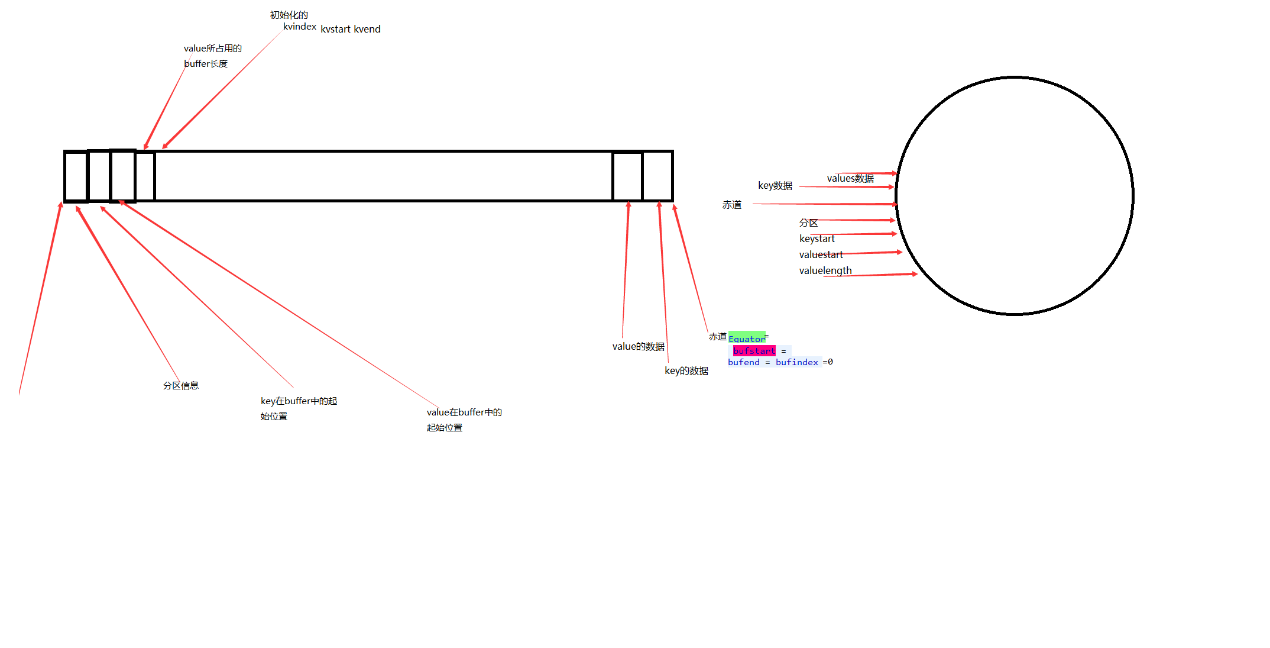 初始化的
kvindex kvstart kvend
value所占用的
buffer长度
values数据
key数据
赤道
分区
keystart
valuestart
valuelength
赤道 Equator=
bufstart =
bufend = bufindex =0
value的数据
key的数据
分区信息
key在buffer中的起
始位置
value在buffer中的
起始位置